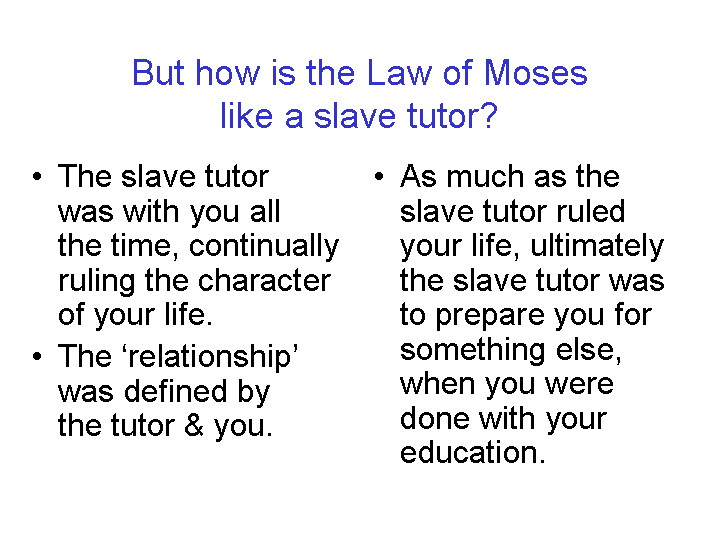 But how is the Law of Moses
like a slave tutor?
• The slave tutor
was with you all
the time, continually
ruling the character
of your life.
• The ‘relationship’
was defined by
the tutor & you.
• As much as the
slave tutor ruled
your life, ultimately
the slave tutor was
to prepare you for
something else,
when you were
done with your
education.